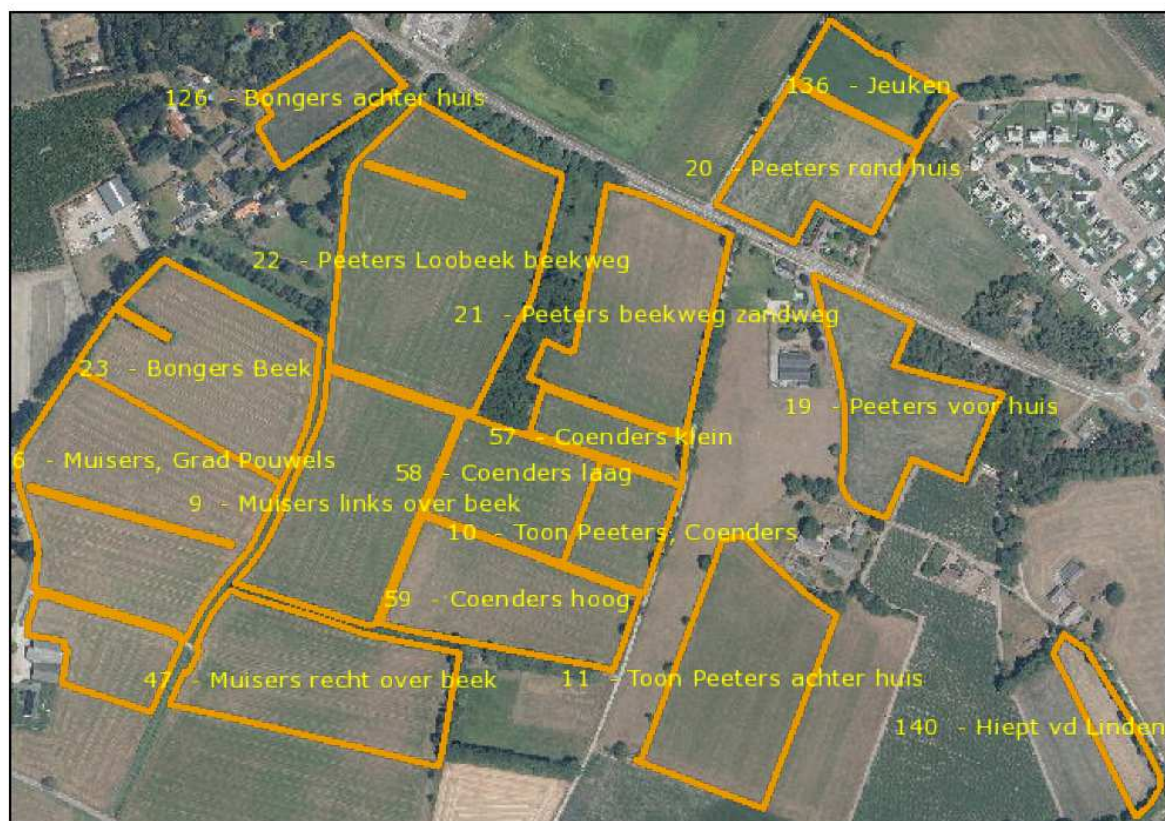 136 - Jeuken
126 - Bongers achter huis
20 - Peeters rond huis
22 - Peeters Loobeek beekweg
21 - Peeters beekweg zandweg
23 - Bongers Beek
19 - Peeters voor huis
57 - Coenders klein
6 - Muisers, Grad Pouwels
58 - Coenders laag
9 - Muisers links over beek
10 - Toon Peeters, Coenders
59 - Coenders hoog
11 - Toon Peeters achter huis
47 - Muisers recht over beek
140 - Hiept vd Linden